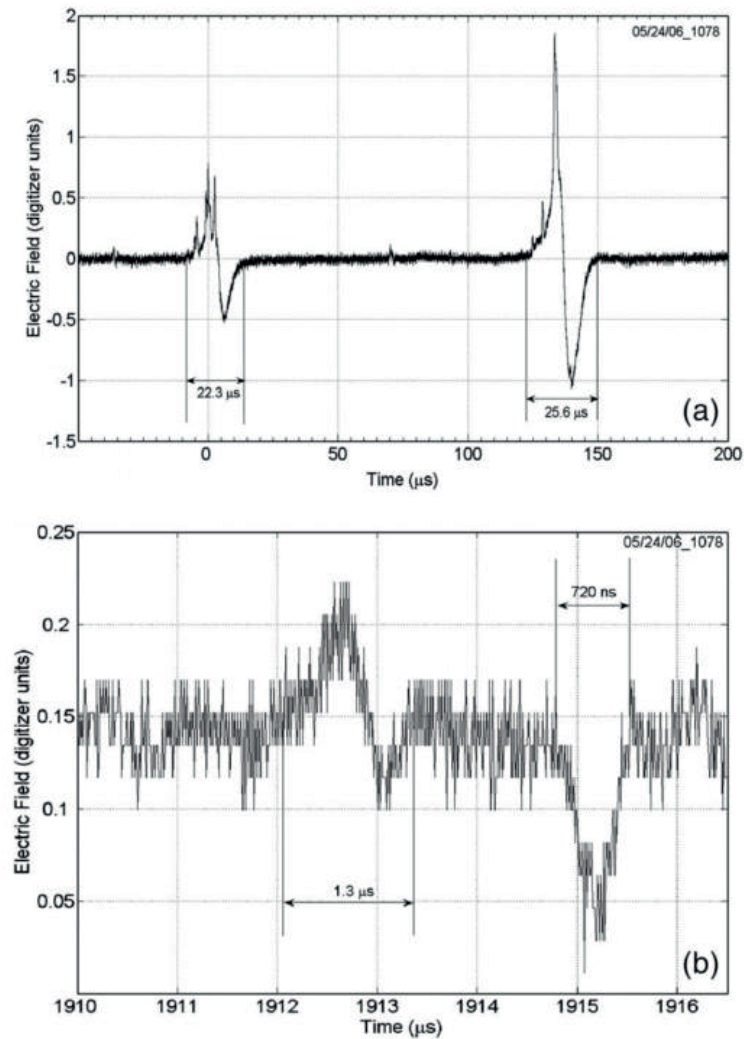 2
05/24/06_1078
1.5
1
Electric Field (digitizer units)
0.5
0
-0.5
22.3 μs
-1
25.6 μs
(a)
-1.5
0
50
100
150
200
Time (μs)
0.25
05/24/06_1078
720 ns
0.2
Electric Field (digitizer units)
0.15
0.1
1.3 μs
0.05
(b)
1910
1911
1912
1913
1914
1915
1916
Time (μs)